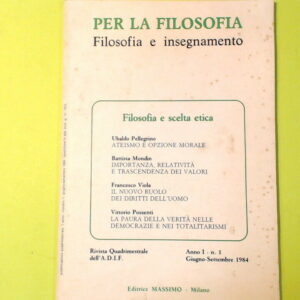 PER LA FILOSOFIA
Filosofia e insegnamento
Filosofia e scelta etica
Ubaldo Pellegrino
ATEISMO E OPZIONE MORALE
Battista Mondin
IMPORTANZA, RELATIVITÀ
E TRASCENDENZA DEI VALORI
Francesco Viola
IL NUOVO RUOLO
DEI DIRITTI DELL'UOMO
Vittorio Possenti
LA PAURA DELLA VERITÀ NELLE
DEMOCRAZIE E NEI TOTALITARISMI
Rivista Quadrimestrale
dell'A.D.I.F.
Anno I - n. 1
Giugno-Settembre 1984
Editrice MASSIMO - Milano